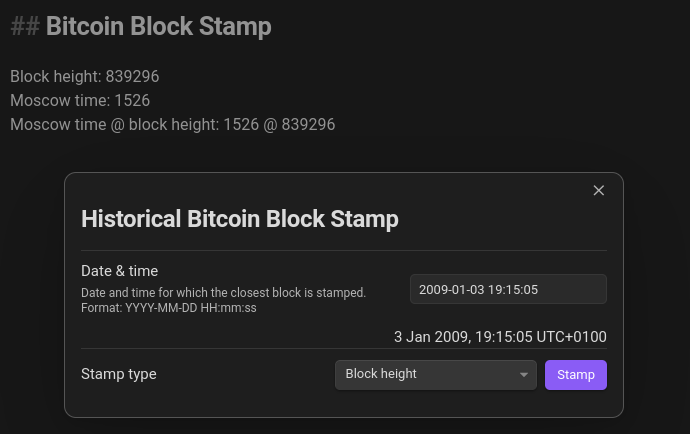 ## Bitcoin Block Stamp
Block height: 839296
Moscow time: 1526
Moscow time @ block height: 1526 @ 839296
Historical Bitcoin Block Stamp
Date & time
Date and time for which the closest block is stamped.
Format: YYYY-MM-DD HH:mm:ss
2009-01-03 19:15:05
3 Jan 2009, 19:15:05 UTC+0100
Stamp type
Block height
Stamp